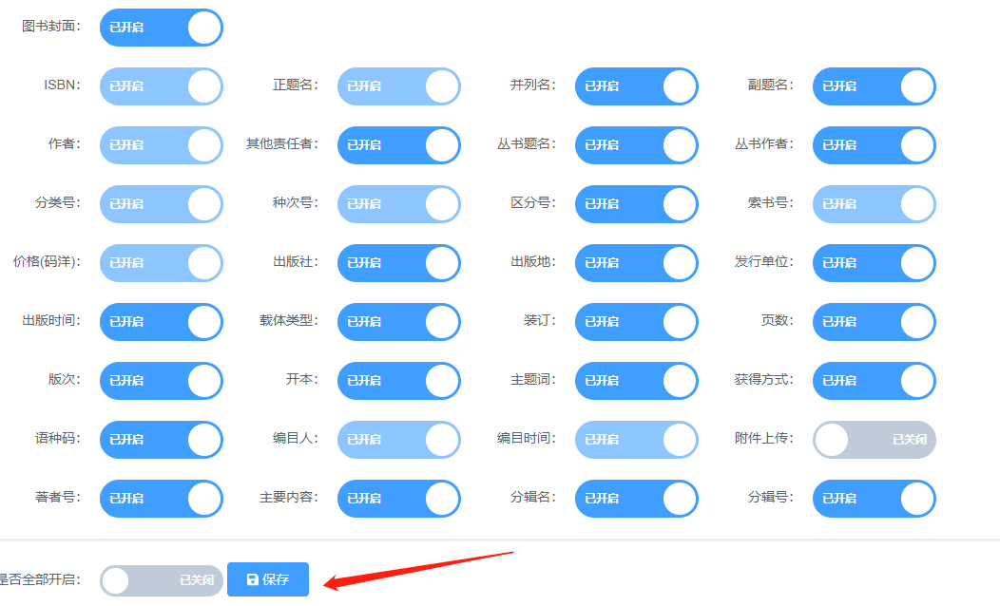 图书封面： 已开启
ISBN： 已开启 正题名： 已开启 并列名： 已开启 副题名： 已开启
作者： 已开启 其他责任者： 已开启 丛书题名： 已开启 丛书作者： 已开启
分类号： 已开启 种次号： 已开启 区分号： 已开启 索书号： 已开启
价格(码洋)： 已开启 出版社： 已开启 出版地： 已开启 发行单位： 已开启
出版时间： 已开启 载体类型： 已开启 装订： 已开启 页数： 已开启
版次： 已开启 开本： 已开启 主题词： 已开启 获得方式： 已开启
语种码： 已开启 编目人： 已开启 编目时间： 已开启 附件上传： 已关闭
著者号： 已开启 主要内容： 已开启 分辑名： 已开启 分辑号： 已开启
是否全部开启： 已关闭 保存